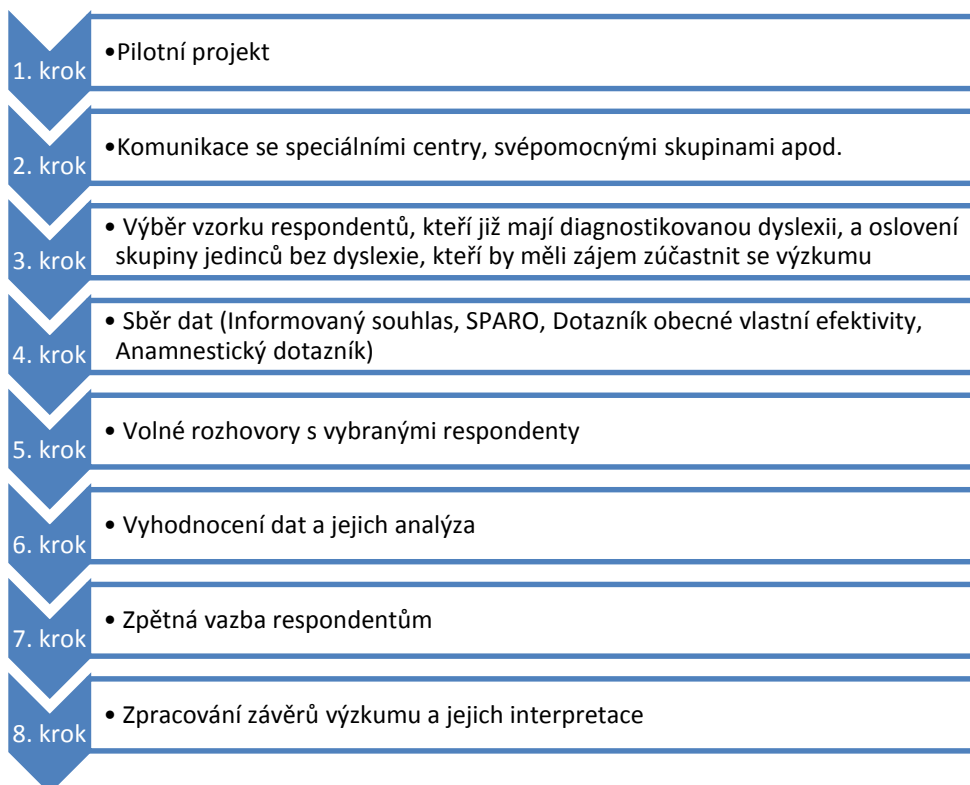 1. krok
•Pilotní projekt
2. krok
•Komunikace se speciálními centry, svépomocnými skupinami apod.
3. krok
• Výběr vzorku respondentů, kteří již mají diagnostikovanou dyslexii, a oslovení
skupiny jedinců bez dyslexie, kteří by měli zájem zúčastnit se výzkumu
4. krok
• Sběr dat (Informovaný souhlas, SPARO, Dotazník obecné vlastní efektivity,
Anamnestický dotazník)
5. krok
• Volné rozhovory s vybranými respondenty
6. krok
• Vyhodnocení dat a jejich analýza
7. krok
• Zpětná vazba respondentům
8. krok
• Zpracování závěrů výzkumu a jejich interpretace